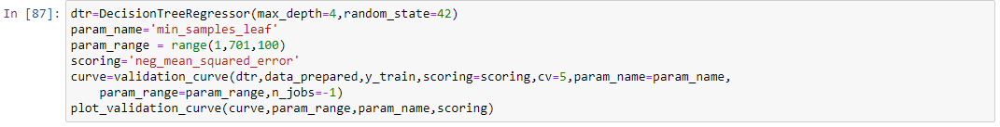 In [87]: dtr=DecisionTreeRegressor(max_depth=4,random_state=42)
param_name='min_samples_leaf'
param_range = range(1,701,100)
scoring='neg_mean_squared_error'
curve=validation_curve(dtr,data_prepared,y_train,scoring=scoring,cv=5,param_name=param_name,
    param_range=param_range,n_jobs=-1)
plot_validation_curve(curve,param_range,param_name,scoring)